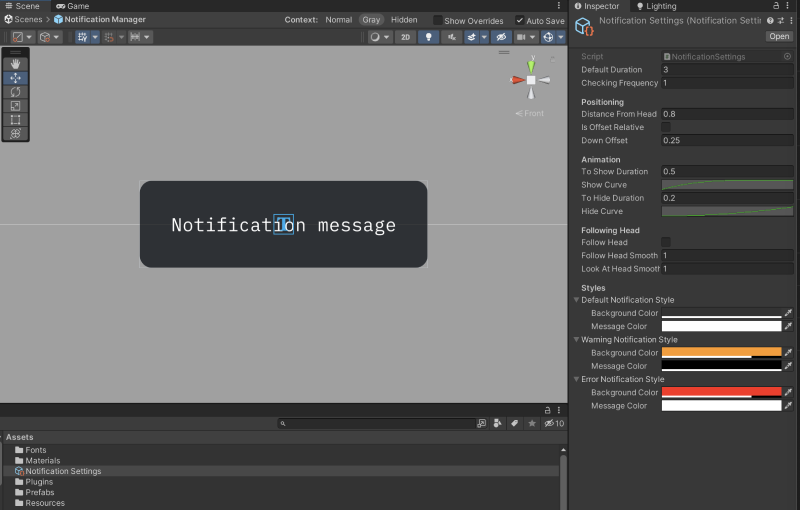 Scene Game
Scenes > Notification Manager Context: Normal Gray Hidden Show Overrides Auto Save
2D
y
x
Front
Notification message
10
Assets
Fonts
Materials
Notification Settings
Plugins
Prefabs
Resources
Inspector Lighting
Notification Settings (Notification Setti
Open
Script NotificationSettings
Default Duration 3
Checking Frequency 1
Positioning
Distance From Head 0.8
Is Offset Relative
Down Offset 0.25
Animation
To Show Duration 0.5
Show Curve
To Hide Duration 0.2
Hide Curve
Following Head
Follow Head
Follow Head Smooth 1
Look At Head Smoot 1
Styles
Default Notification Style
Background Color
Message Color
Warning Notification Style
Background Color
Message Color
Error Notification Style
Background Color
Message Color